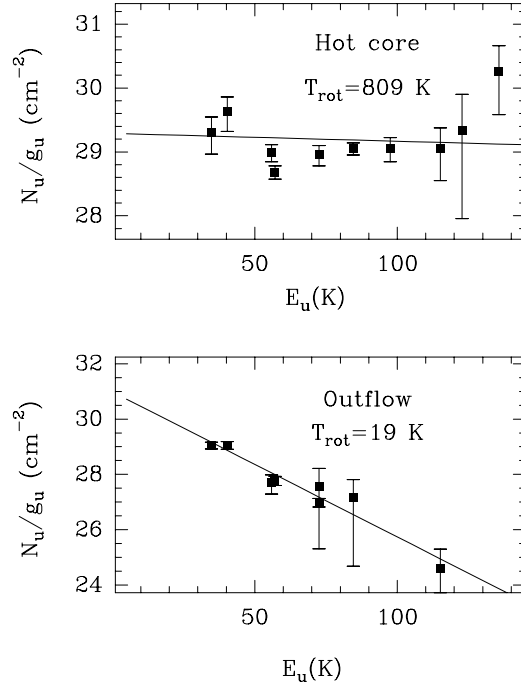 Hot core
T_rot=809 K
N_u/g_u (cm^-2)
31
30
29
28
50
100
E_u(K)
Outflow
T_rot=19 K
N_u/g_u (cm^-2)
32
30
28
26
24
50
100
E_u(K)